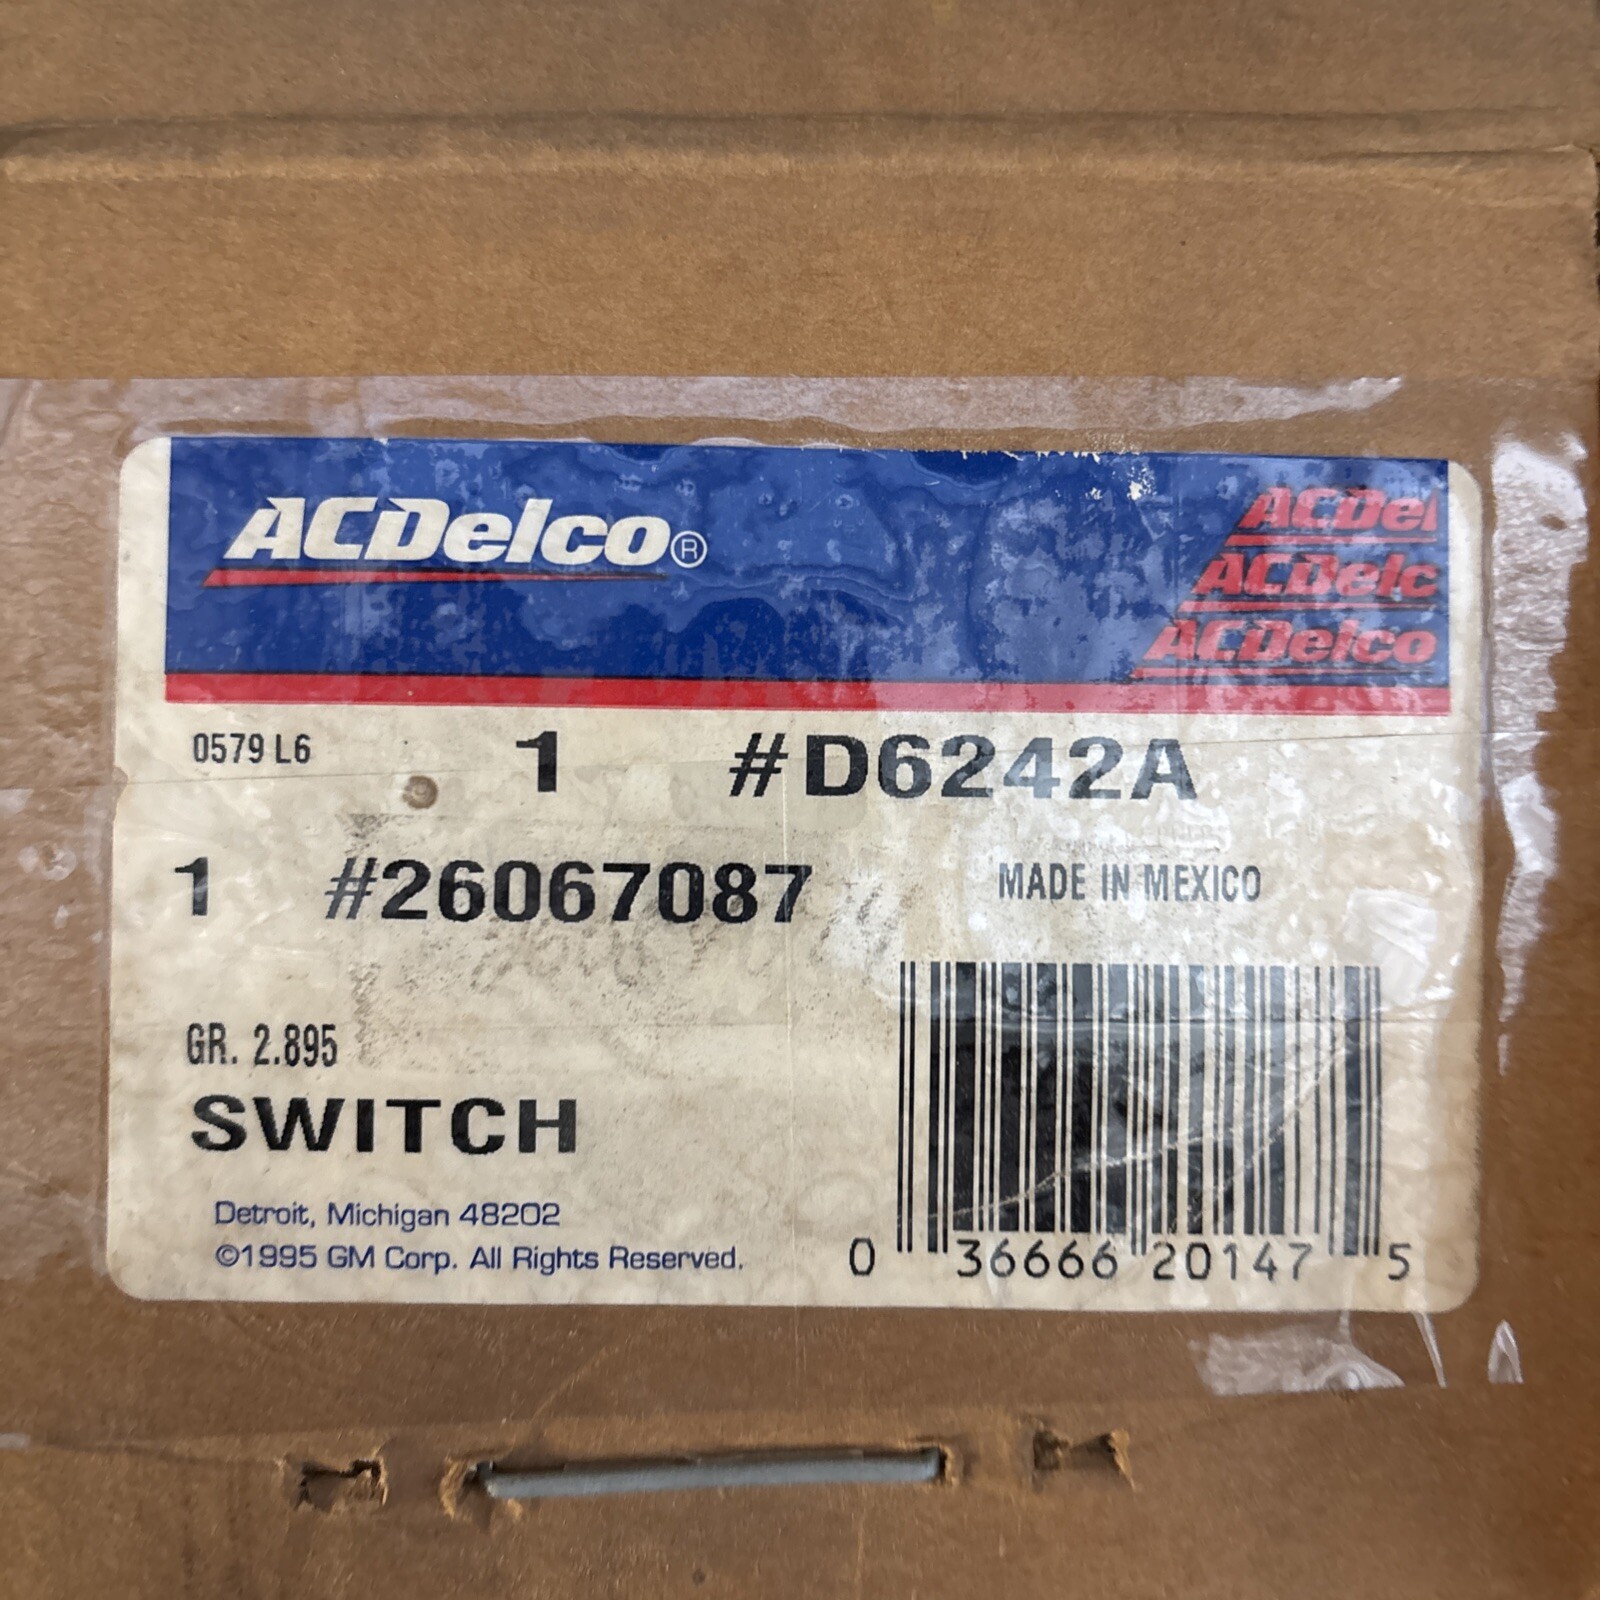 ACDelco®
ACDel
ACDelc
ACDelco
0579 L6 1 #D6242A
1 #26067087 MADE IN MEXICO
GR. 2.895
SWITCH
Detroit, Michigan 48202
©1995 GM Corp. All Rights Reserved.
0 36666 20147 5